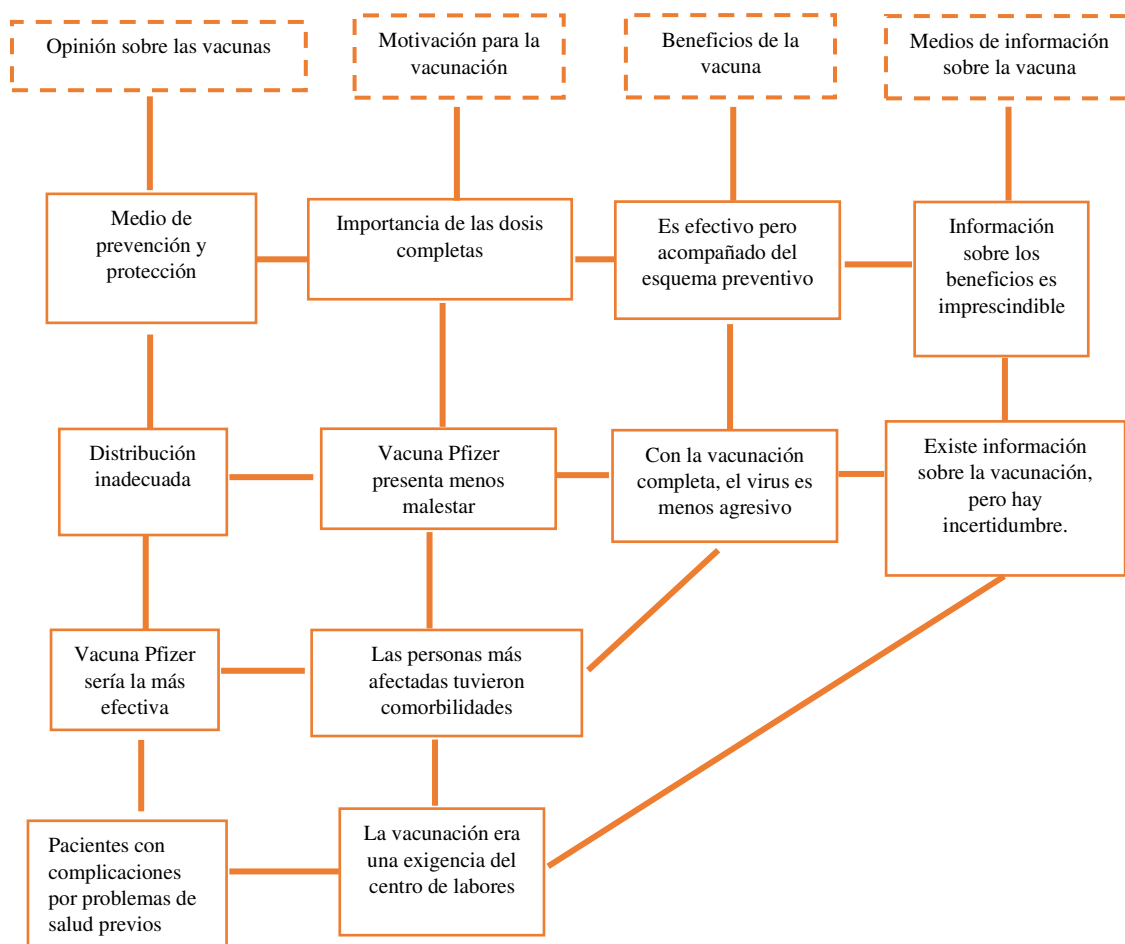 Opinión sobre las vacunas
Motivación para la
vacunación
Beneficios de la
vacuna
Medios de información
sobre la vacuna
Medio de
prevención y
protección
Importancia de las dosis
completas
Es efectivo pero
acompañado del
esquema preventivo
Información
sobre los
beneficios es
imprescindible
Distribución
inadecuada
Vacuna Pfizer
presenta menos
malestar
Con la vacunación
completa, el virus es
menos agresivo
Existe información
sobre la vacunación,
pero hay
incertidumbre.
Vacuna Pfizer
sería la más
efectiva
Las personas más
afectadas tuvieron
comorbilidades
Pacientes con
complicaciones
por problemas de
salud previos
La vacunación era
una exigencia del
centro de labores